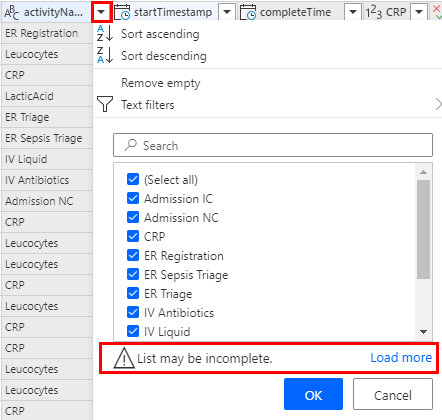 ABC activityNa... startTimestamp completeTime 123 CRP
ER Registration
Leucocytes
CRP
LacticAcid
ER Triage
ER Sepsis Triage
IV Liquid
IV Antibiotics
Admission NC
CRP
Leucocytes
CRP
Leucocytes
CRP
Leucocytes
CRP
Leucocytes
Leucocytes
CRP
A Z Sort ascending
Z A Sort descending
Remove empty
Text filters
Search
(Select all)
Admission IC
Admission NC
CRP
ER Registration
ER Sepsis Triage
ER Triage
IV Antibiotics
IV Liquid
List may be incomplete. Load more
OK Cancel